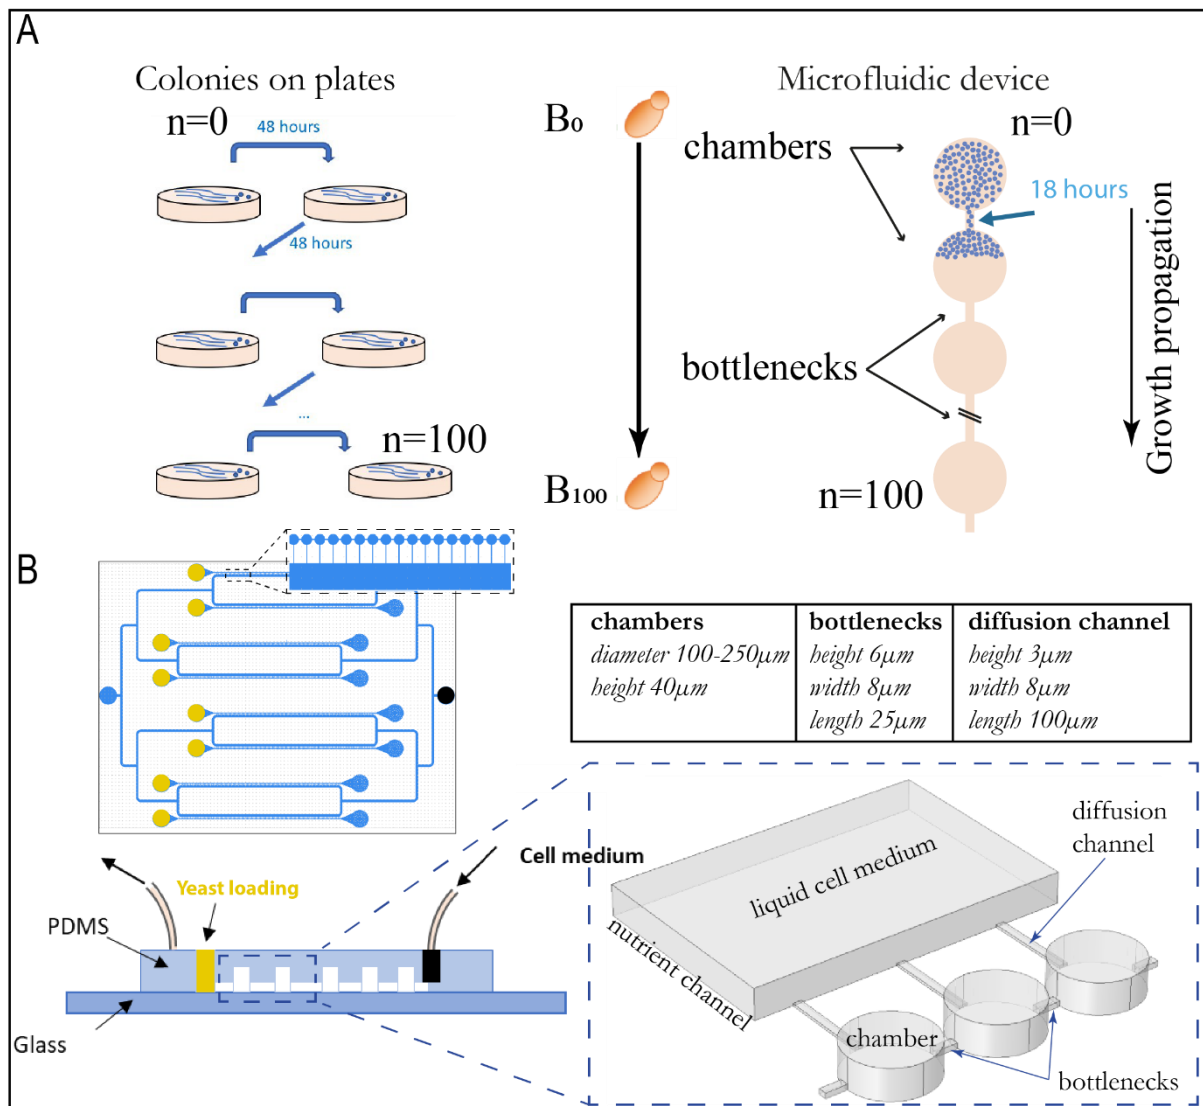 A
Colonies on plates
n=0
48 hours
48 hours
...
n=100
B0
B100
Microfluidic device
n=0
chambers
18 hours
bottlenecks
Growth propagation
n=100
B
chambers
diameter 100-250μm
height 40μm
bottlenecks
height 6μm
width 8μm
length 25μm
diffusion channel
height 3μm
width 8μm
length 100μm
Cell medium
Yeast loading
PDMS
Glass
liquid cell medium
nutrient channel
diffusion
channel
chamber
bottlenecks